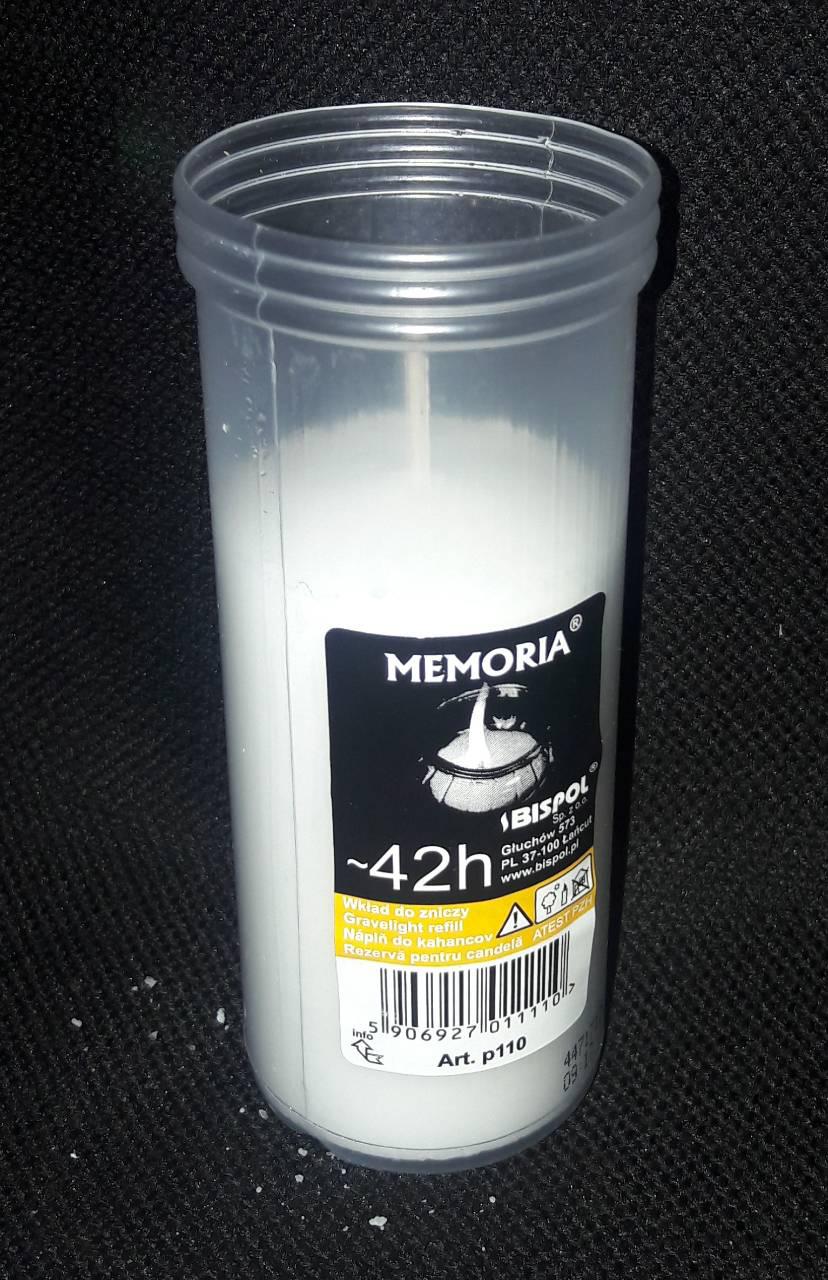 MEMORIA®
BISPOL®
Sp. z o.o.
Głuchów 573
PL 37-100 Łańcut
www.bispol.pl
~42h
Wkład do zniczy
Gravelight refill
Náplň do kahancov
Rezervă pentru candelă
ATEST PZH
5 906927 011110 >
info
Art. p110